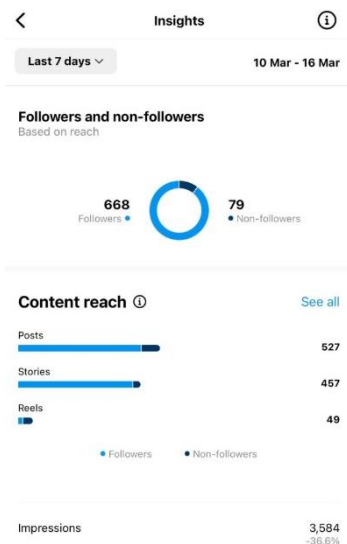 Insights
Last 7 days
10 Mar - 16 Mar
Followers and non-followers
Based on reach
668
Followers
79
Non-followers
Content reach
See all
Posts
527
Stories
457
Reels
49
Followers
Non-followers
Impressions
3,584
-36.6%